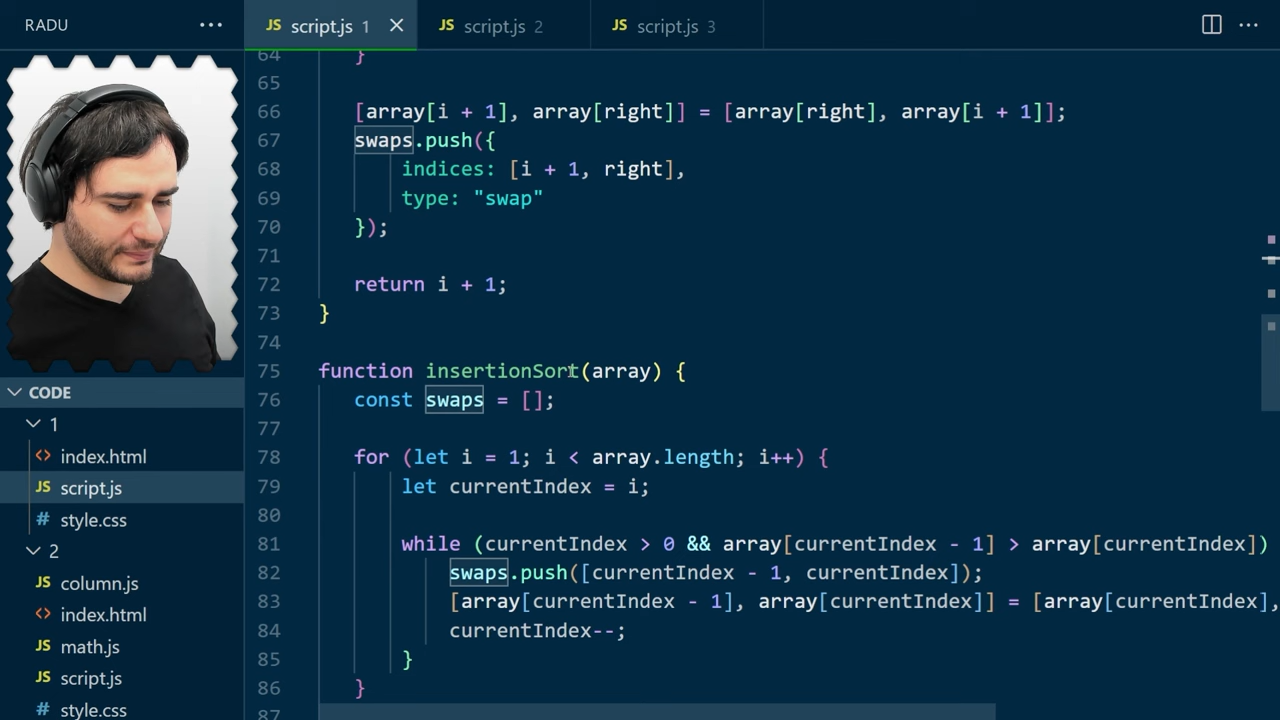 RADU
script.js 1
script.js 2
script.js 3
CODE
1
index.html
script.js
style.css
2
column.js
index.html
math.js
script.js
style.css
64 }
65
66 [array[i + 1], array[right]] = [array[right], array[i + 1]];
67 swaps.push({
68 indices: [i + 1, right],
69 type: "swap"
70 });
71
72 return i + 1;
73 }
74
75 function insertionSort(array) {
76 const swaps = [];
77
78 for (let i = 1; i < array.length; i++) {
79 let currentIndex = i;
80
81 while (currentIndex > 0 && array[currentIndex - 1] > array[currentIndex])
82 swaps.push([currentIndex - 1, currentIndex]);
83 [array[currentIndex - 1], array[currentIndex]] = [array[currentIndex],
84 currentIndex--;
85 }
86 }
87